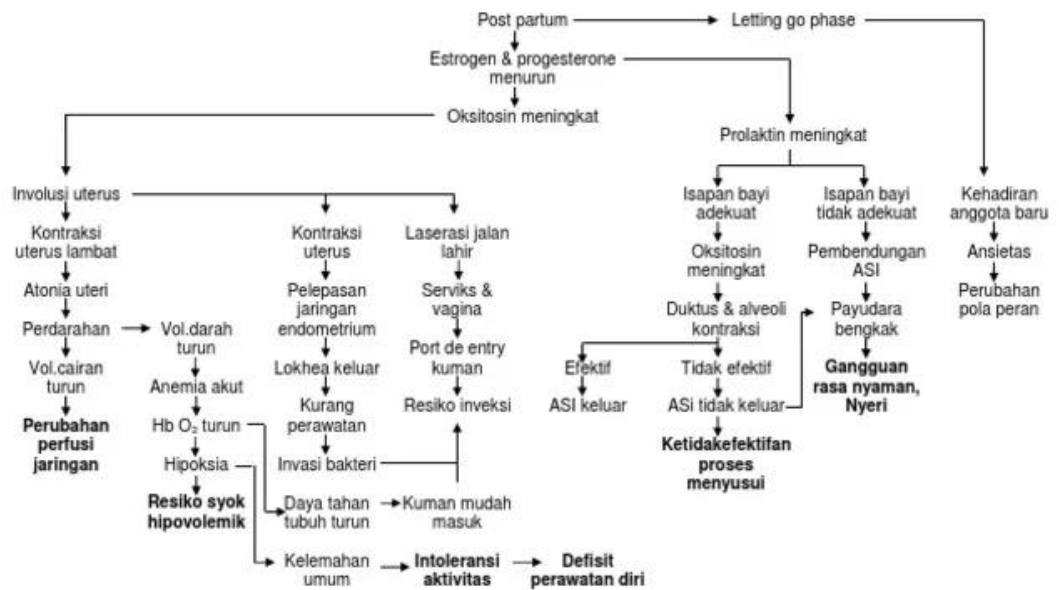 Post partum
Letting go phase
Estrogen & progesterone
menurun
Oksitosin meningkat
Prolaktin meningkat
Involusi uterus
Isapan bayi
adekuat
Isapan bayi
tidak adekuat
Kehadiran
anggota baru
Kontraksi
uterus lambat
Kontraksi
uterus
Laserasi jalan
lahir
Oksitosin
meningkat
Pembendungan
ASI
Ansietas
Atonia uteri
Pelepasan
jaringan
endometrium
Serviks &
vagina
Duktus & alveoli
kontraksi
Payudara
bengkak
Perubahan
pola peran
Perdarahan
Vol.darah
turun
Vol.cairan
turun
Anemia akut
Lokhea keluar
Port de entry
kuman
Efektif
Tidak efektif
Gangguan
rasa nyaman,
Nyeri
Perubahan
perfusi
jaringan
Hb O₂ turun
Kurang
perawatan
Resiko inveksi
ASI keluar
ASi tidak keluar
Hipoksia
Invasi bakteri
Ketidakefektifan
proses
menyusui
Resiko syok
hipovolemik
Daya tahan
tubuh turun
Kuman mudah
masuk
Kelemahan
umum
Intoleransi
aktivitas
Defisit
perawatan diri